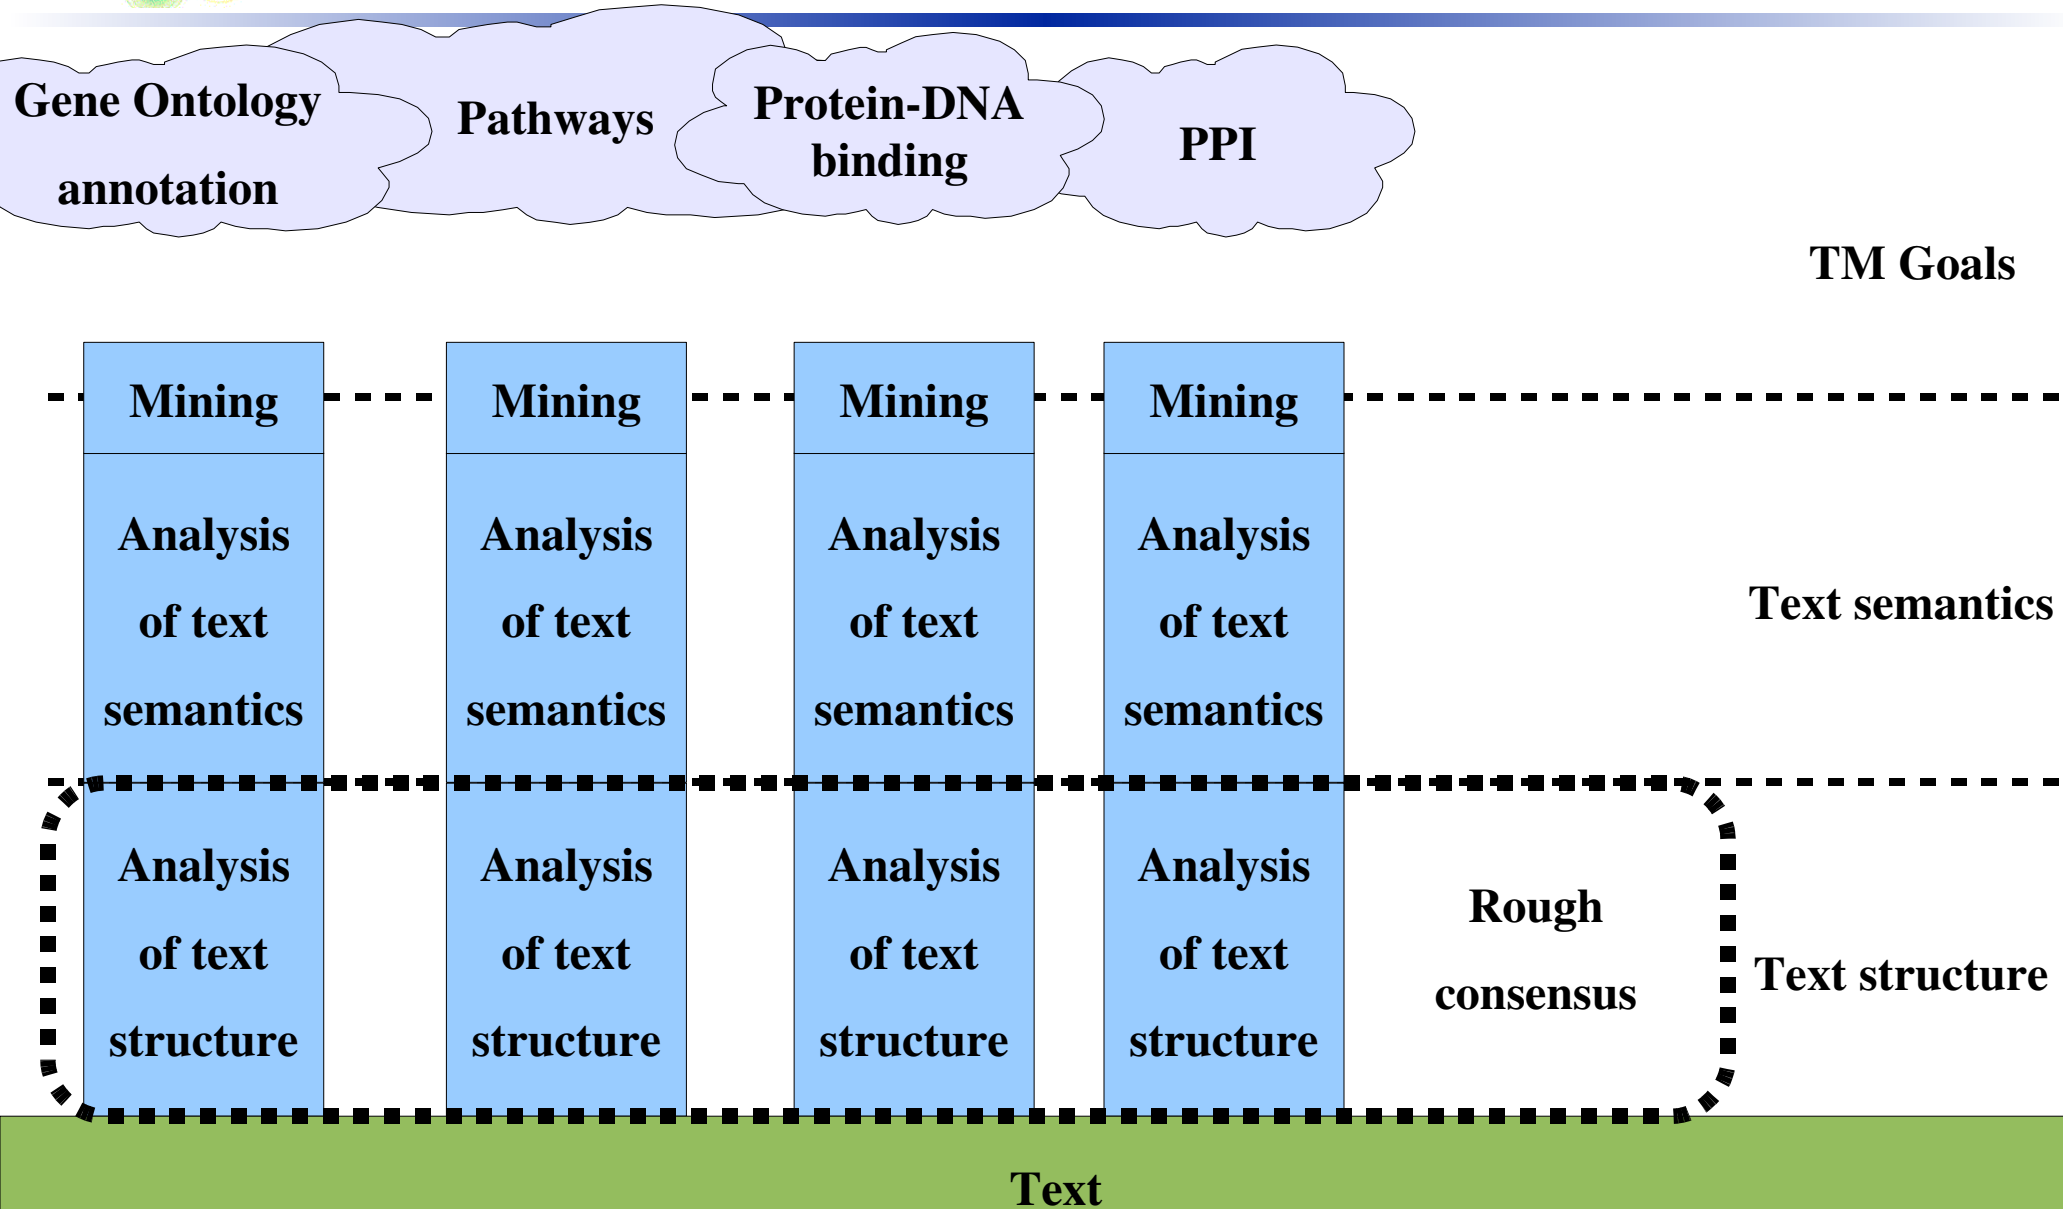 Gene Ontology
annotation
Pathways
Protein-DNA
binding
PPI
TM Goals
Mining
Mining
Mining
Mining
Analysis
of text
semantics
Analysis
of text
semantics
Analysis
of text
semantics
Analysis
of text
semantics
Text semantics
Analysis
of text
structure
Analysis
of text
structure
Analysis
of text
structure
Analysis
of text
structure
Rough
consensus
Text structure
Text